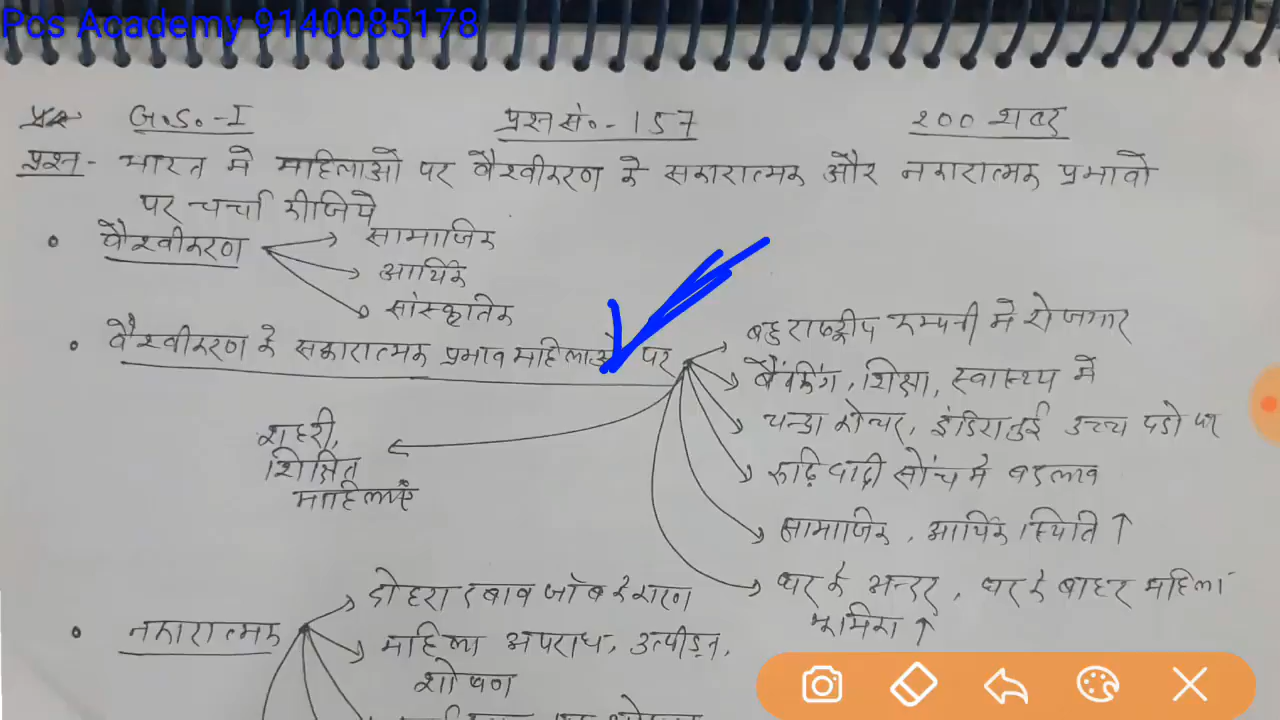 Pcs Academy 9140085178
G.S.-I प्रश्न सं०-157 200 शब्द
प्रश्न- भारत में महिलाओं पर वैश्वीकरण के सकारात्मक और नकारात्मक प्रभावों
पर चर्चा कीजिये
वैश्वीकरण
सामाजिक
आर्थिक
सांस्कृतिक
वैश्वीकरण के सकारात्मक प्रभाव महिलाओं पर
बहुराष्ट्रीय कम्पनी में रोजगार
बैंकिंग, शिक्षा, स्वास्थ्य में
चन्दा कोचर, इंदिरा नुई उच्च पदों पर
रूढ़िवादी सोंच में बदलाव
सामाजिक, आर्थिक स्थिति ↑
घर के अन्दर, घर के बाहर महिला
भूमिका ↑
शहरी,
शिक्षित
महिलाएं
नकारात्मक
दोहरा दबाव जॉब के कारण
महिला अपराध, उत्पीड़न,
शोषण